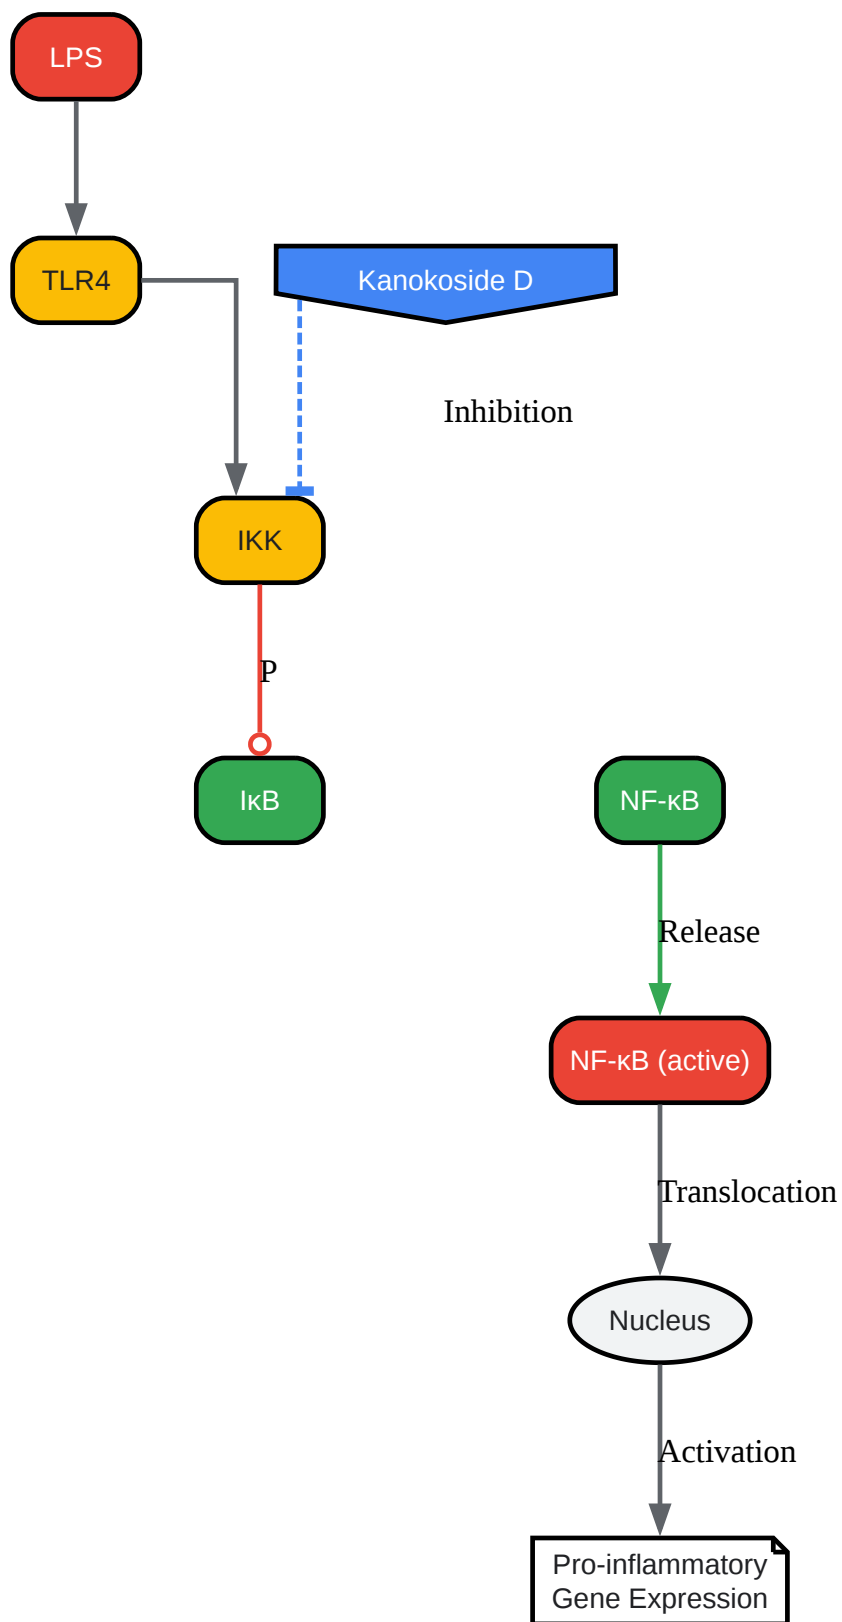 LPS
TLR4
Kanokoside D
Inhibition
IKK
P
IκB
NF-κB
Release
NF-κB (active)
Translocation
Nucleus
Activation
Pro-inflammatory
Gene Expression